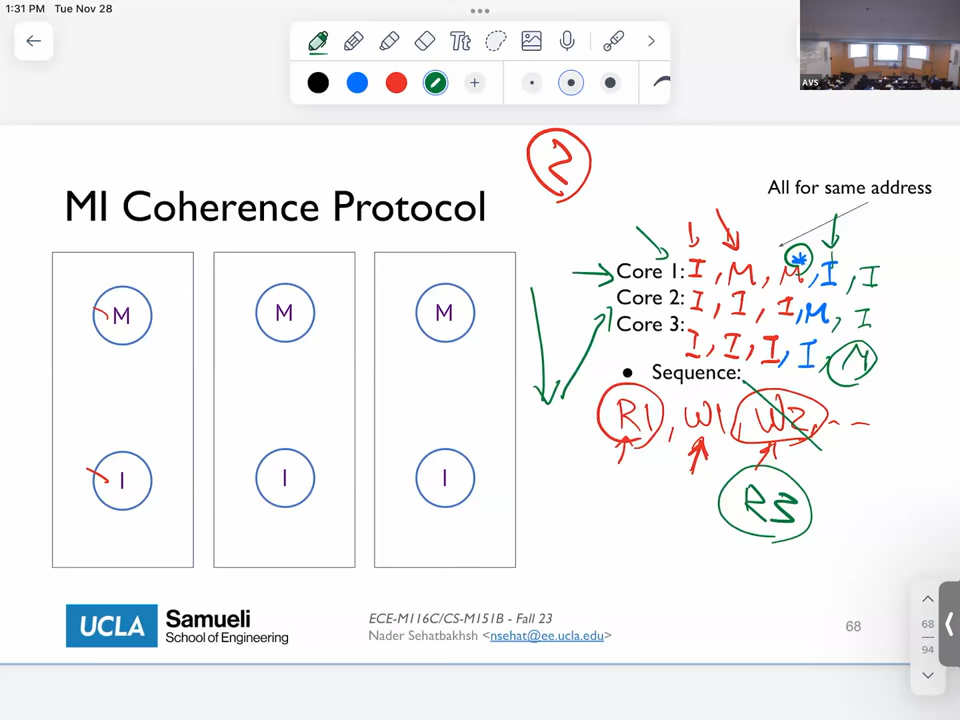 1:31 PM Tue Nov 28
Tt
AVS
2
All for same address
MI Coherence Protocol
Core 1: I, M, M*, I, I
Core 2: I, I, I, M, I
Core 3: I, I, I, I, M
• Sequence:
R1, W1, W2, - -
R3
M M M
I I I
UCLA Samueli
School of Engineering
ECE-M116C/CS-M151B - Fall 23
Nader Sehatbakhsh <nsehat@ee.ucla.edu>
68
68
94